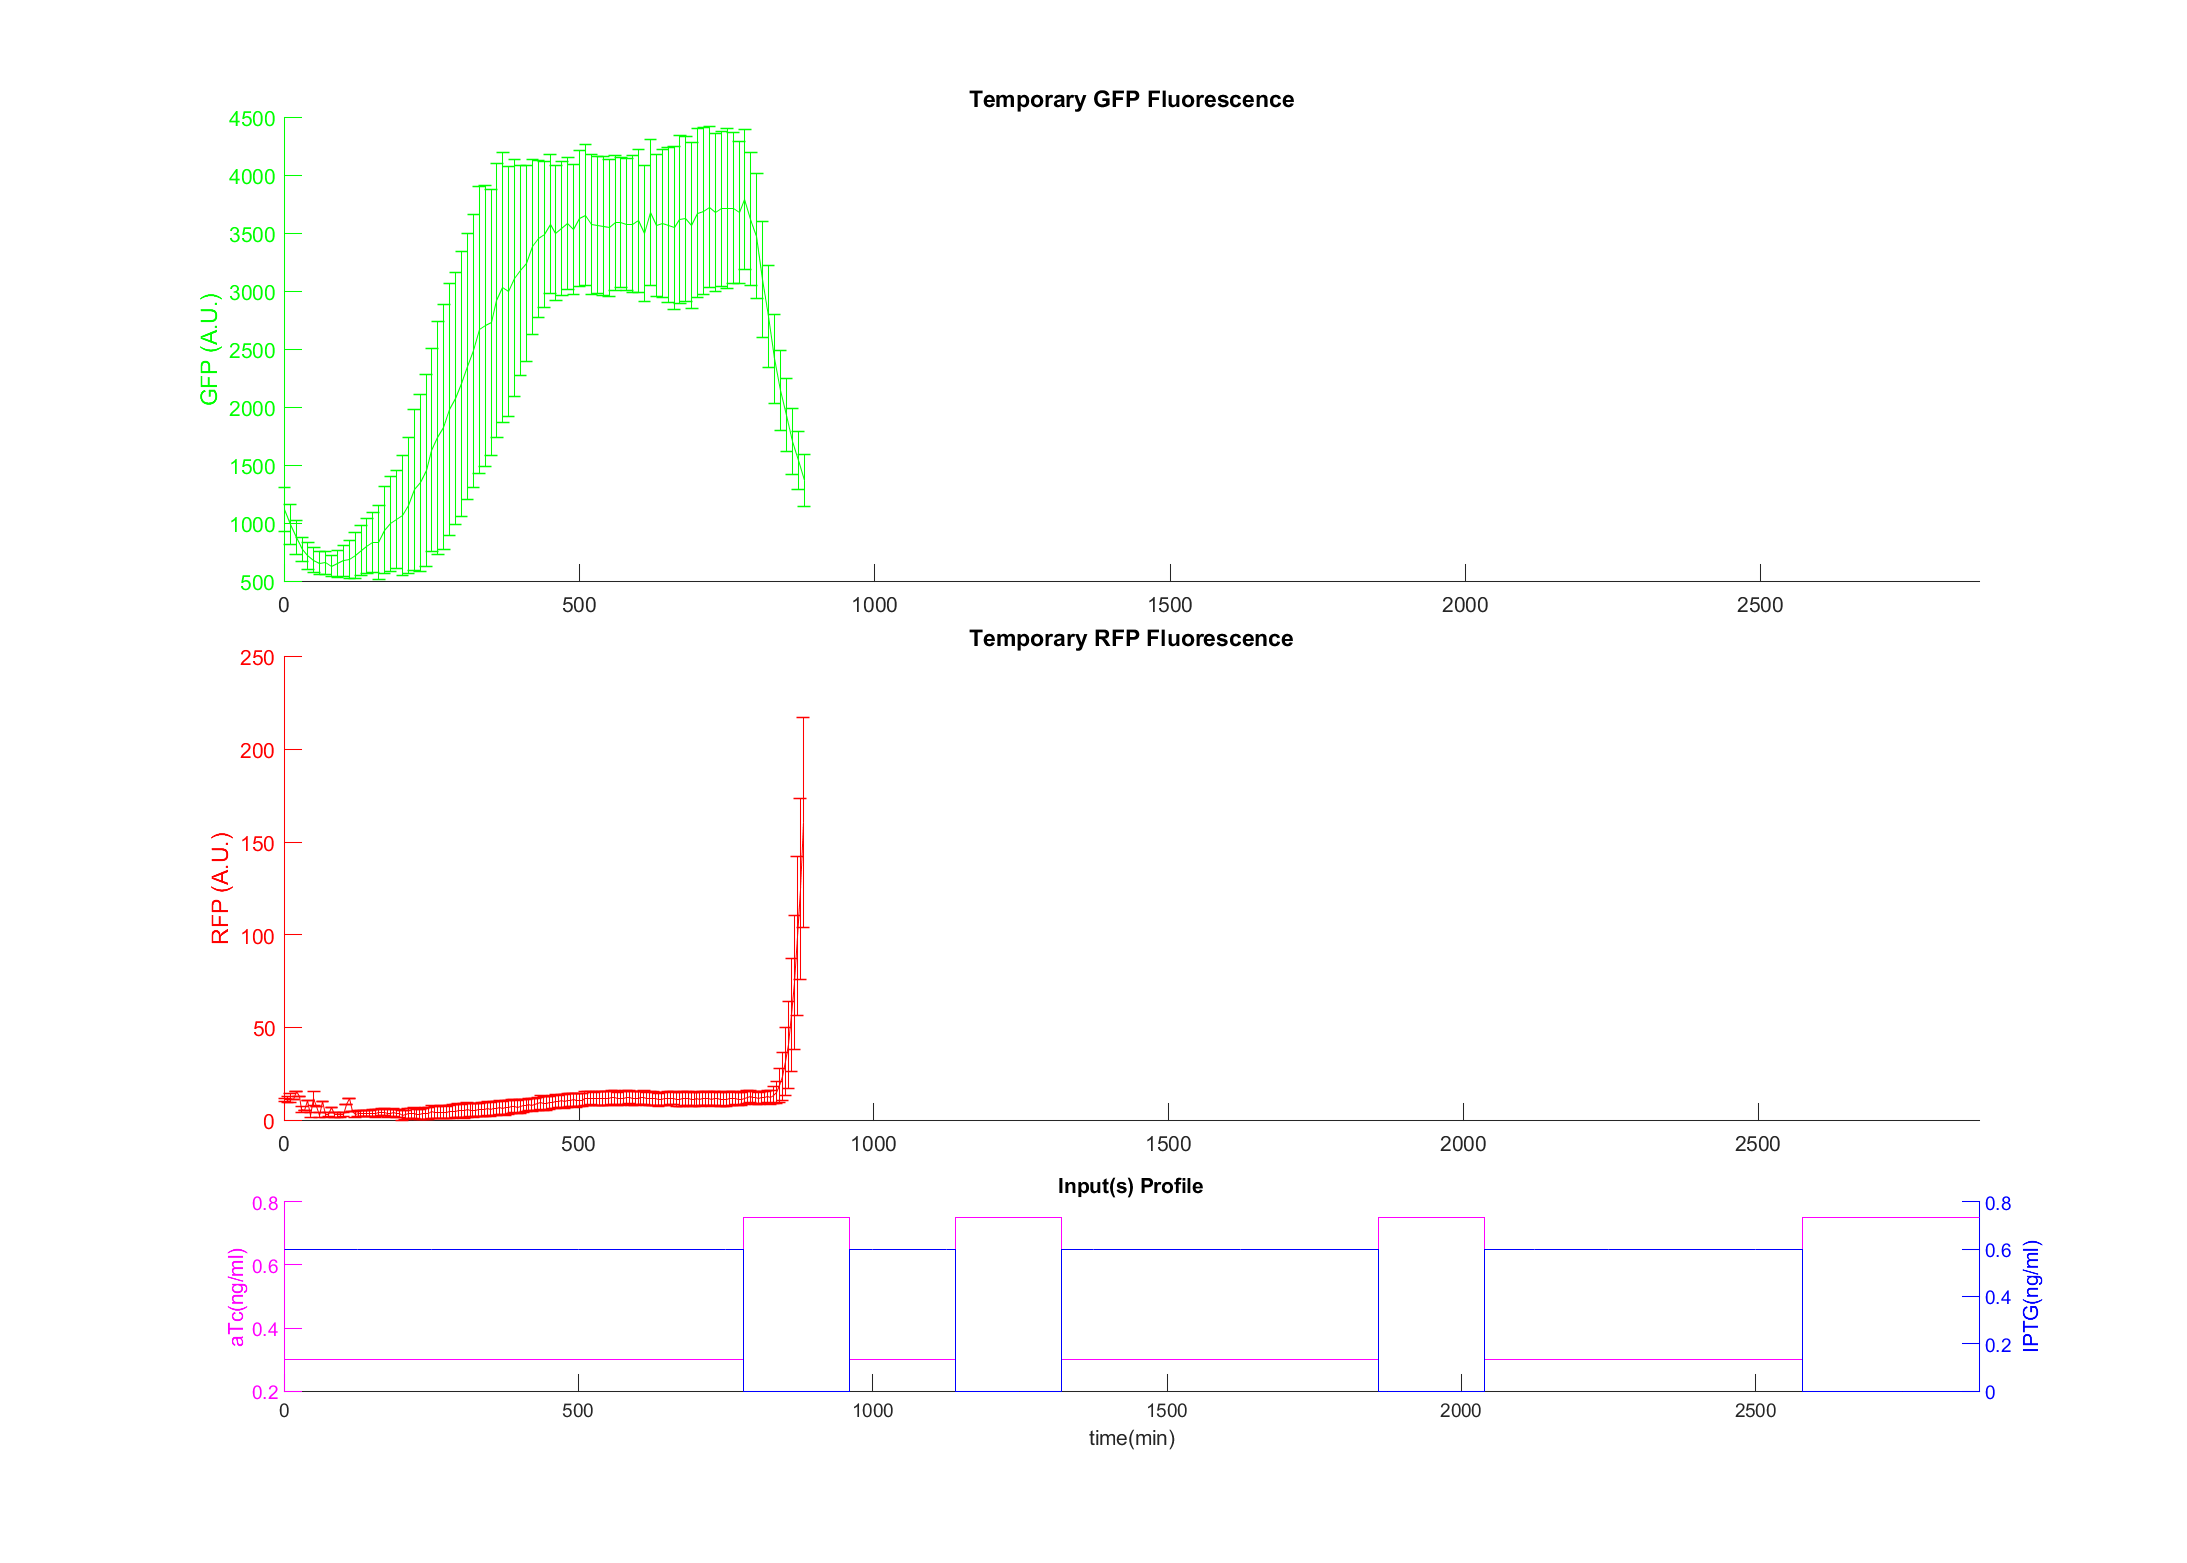 Temporary GFP Fluorescence
4500
4000
3500
3000
2500
2000
1500
1000
500
GFP (A.U.)
0 500 1000 1500 2000 2500
Temporary RFP Fluorescence
250
200
150
100
50
0
RFP (A.U.)
0 500 1000 1500 2000 2500
Input(s) Profile
0.8
0.6
0.4
0.2
aTc(ng/ml)
0.8
0.6
0.4
0.2
0
IPTG(ng/ml)
0 500 1000 1500 2000 2500
time(min)